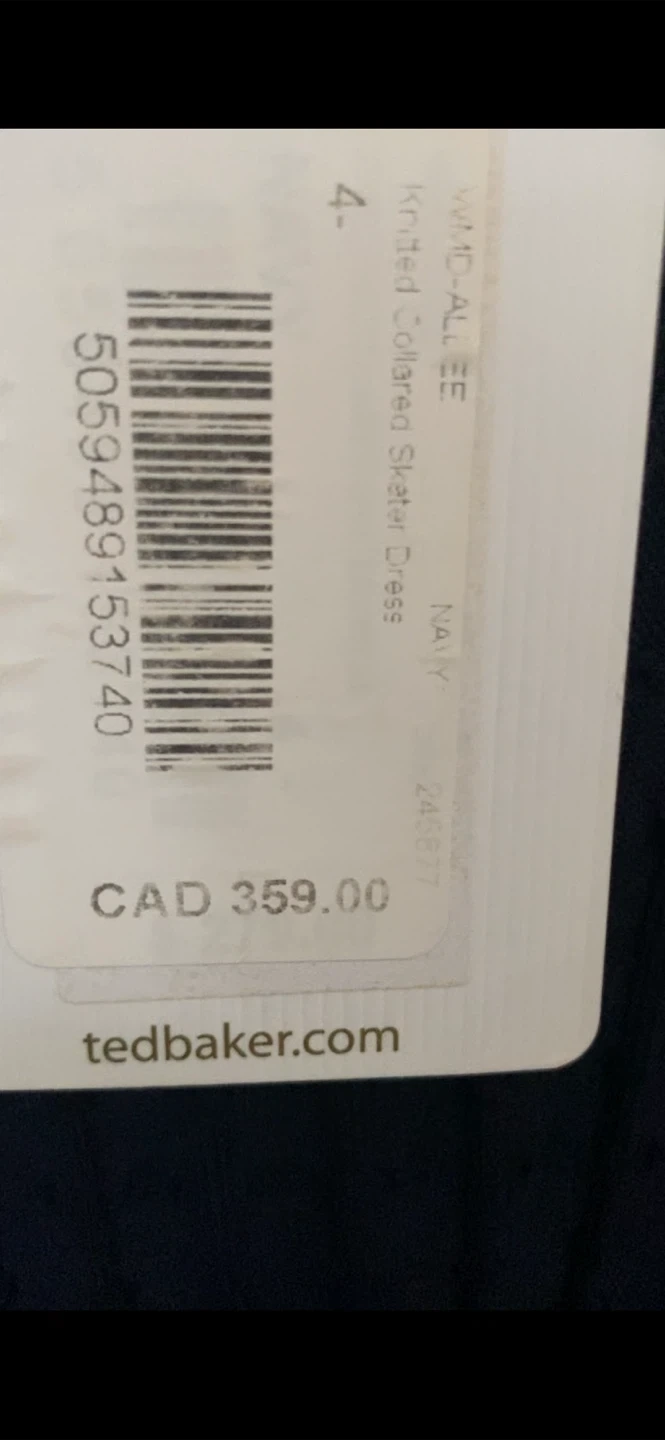 NAVY
Knitted Collared Skater Dress
4-
5059489153740
CAD 359.00
tedbaker.com